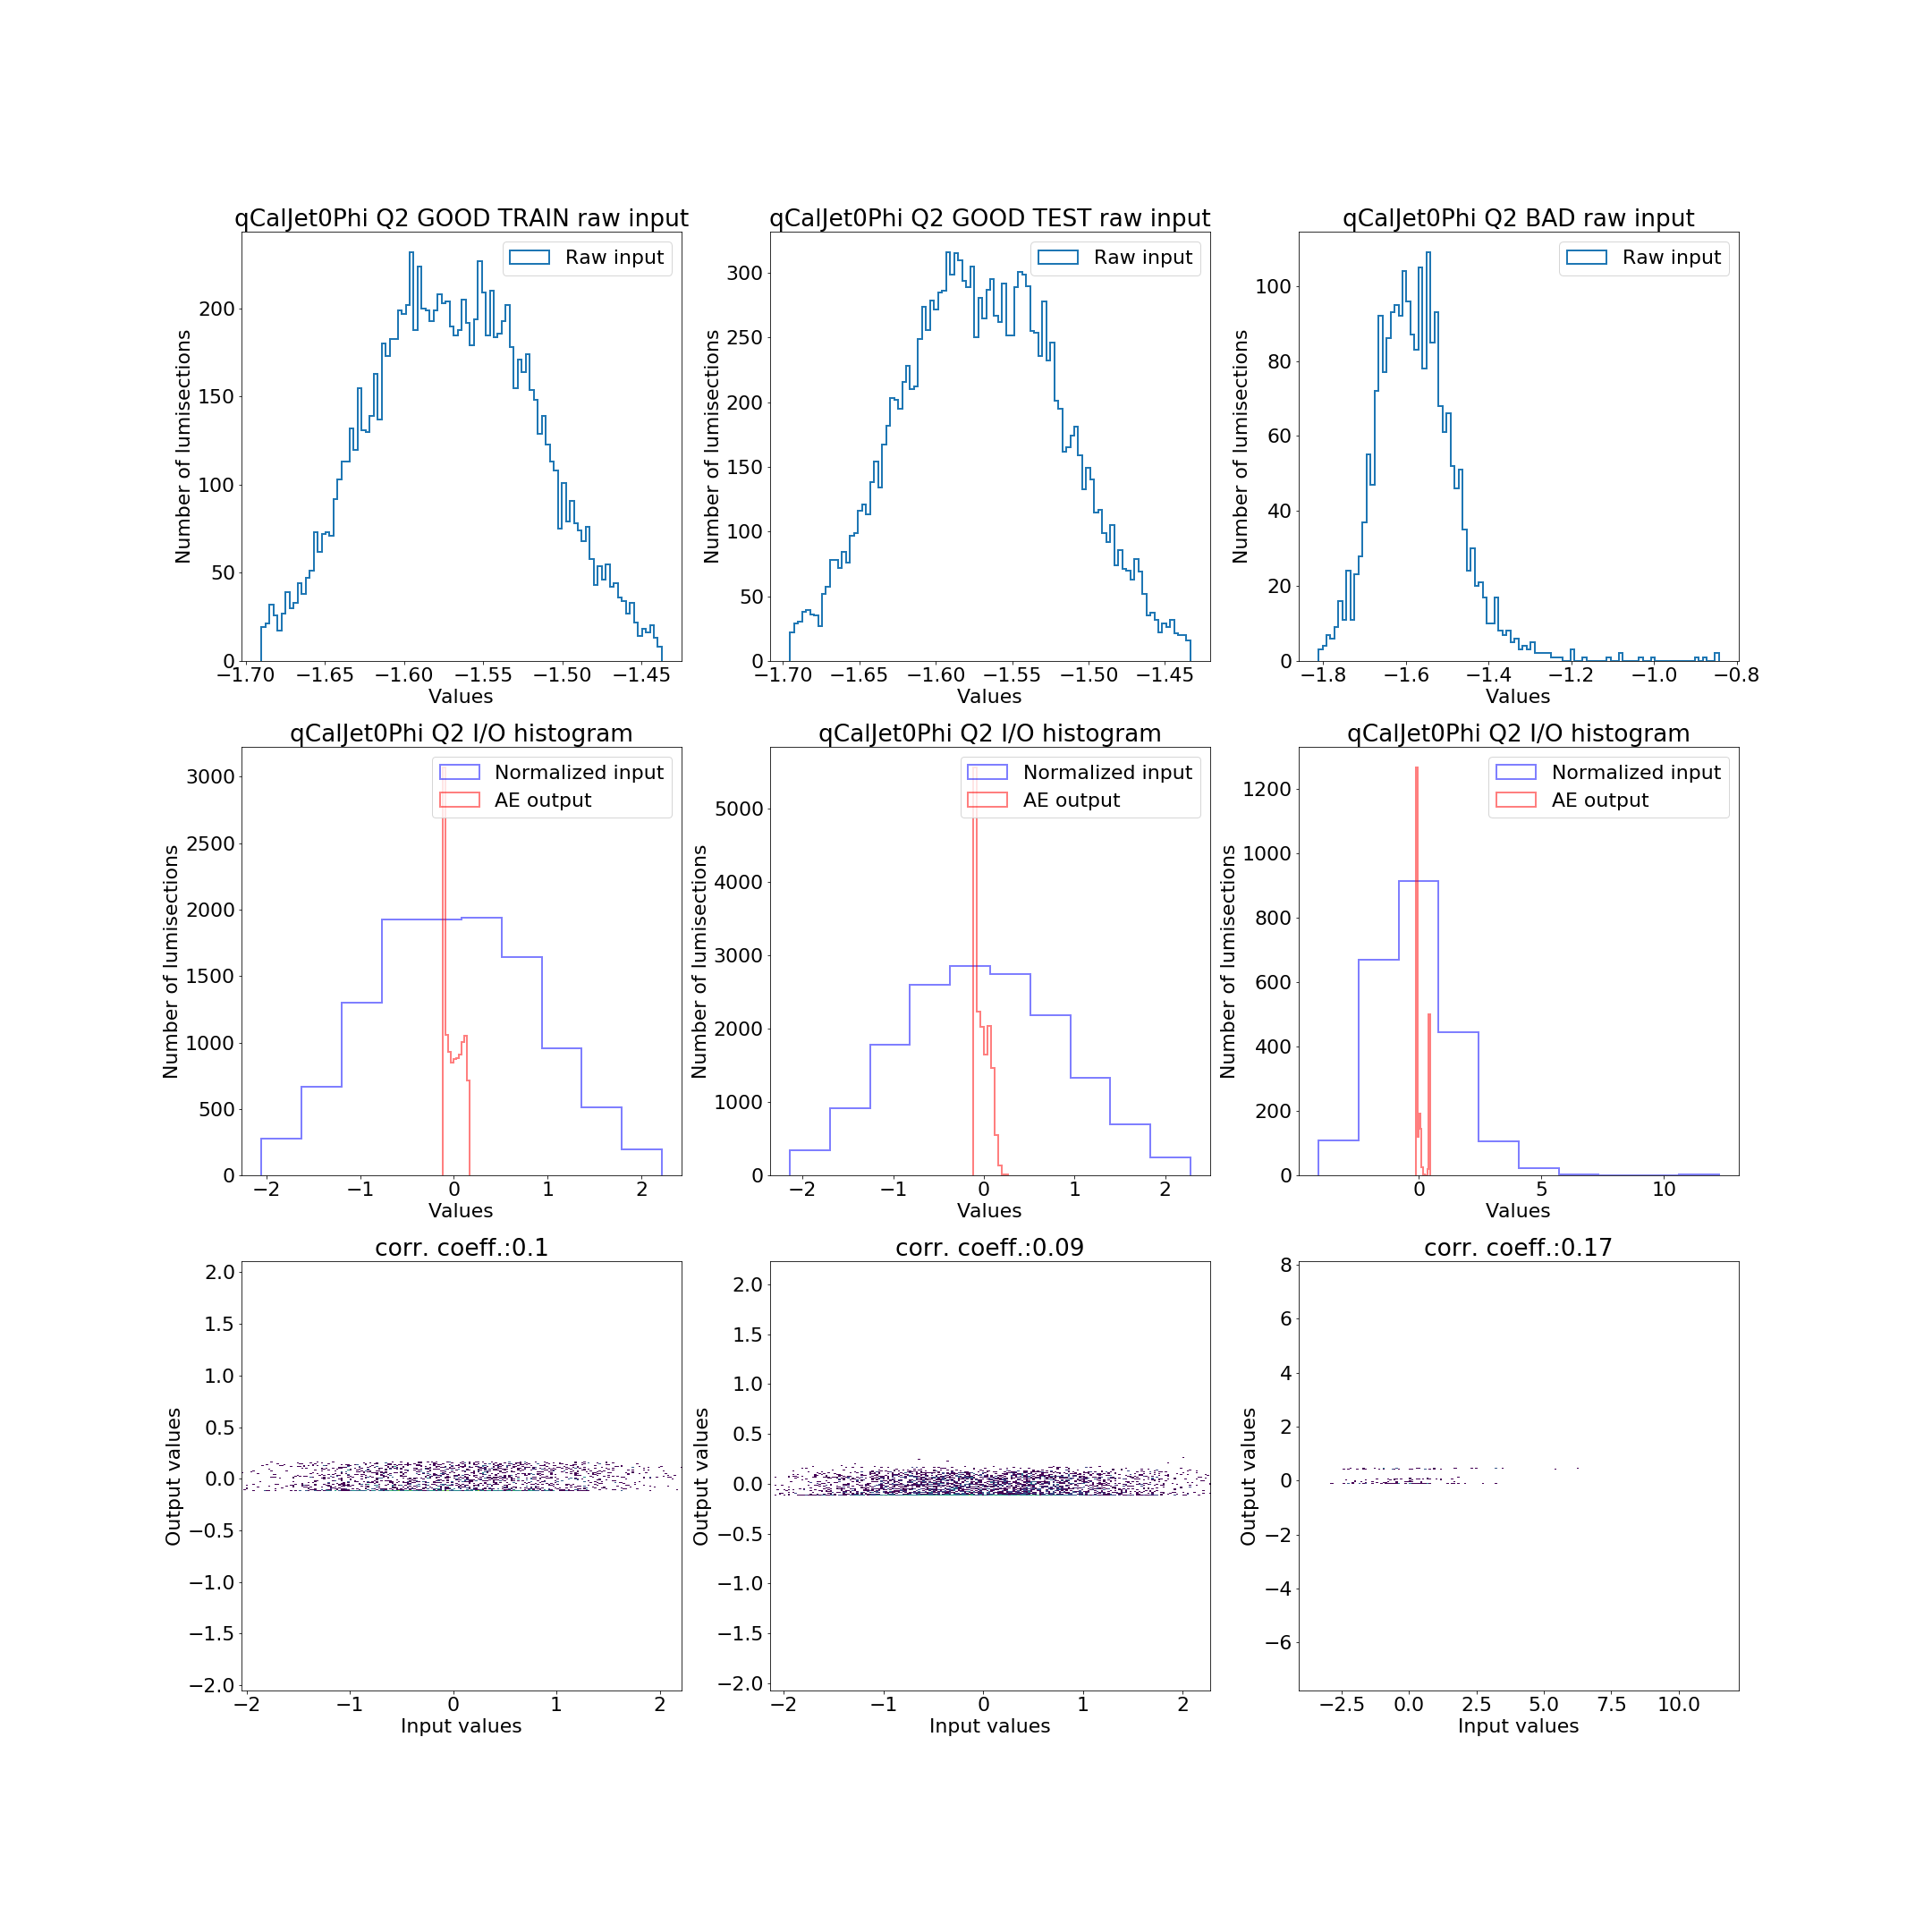 qCalJet0Phi Q2 GOOD TRAIN raw input
Raw input
Number of lumisections
200
150
100
50
0
−1.70 −1.65 −1.60 −1.55 −1.50 −1.45
Values
qCalJet0Phi Q2 GOOD TEST raw input
Raw input
Number of lumisections
300
250
200
150
100
50
0
−1.70 −1.65 −1.60 −1.55 −1.50 −1.45
Values
qCalJet0Phi Q2 BAD raw input
Raw input
Number of lumisections
100
80
60
40
20
0
−1.8 −1.6 −1.4 −1.2 −1.0 −0.8
Values
qCalJet0Phi Q2 I/O histogram
Normalized input
AE output
Number of lumisections
3000
2500
2000
1500
1000
500
0
−2 −1 0 1 2
Values
qCalJet0Phi Q2 I/O histogram
Normalized input
AE output
Number of lumisections
5000
4000
3000
2000
1000
0
−2 −1 0 1 2
Values
qCalJet0Phi Q2 I/O histogram
Normalized input
AE output
Number of lumisections
1200
1000
800
600
400
200
0
0 5 10
Values
corr. coeff.:0.1
Output values
2.0
1.5
1.0
0.5
0.0
−0.5
−1.0
−1.5
−2.0
−2 −1 0 1 2
Input values
corr. coeff.:0.09
Output values
2.0
1.5
1.0
0.5
0.0
−0.5
−1.0
−1.5
−2.0
−2 −1 0 1 2
Input values
corr. coeff.:0.17
Output values
8
6
4
2
0
−2
−4
−6
−2.5 0.0 2.5 5.0 7.5 10.0
Input values